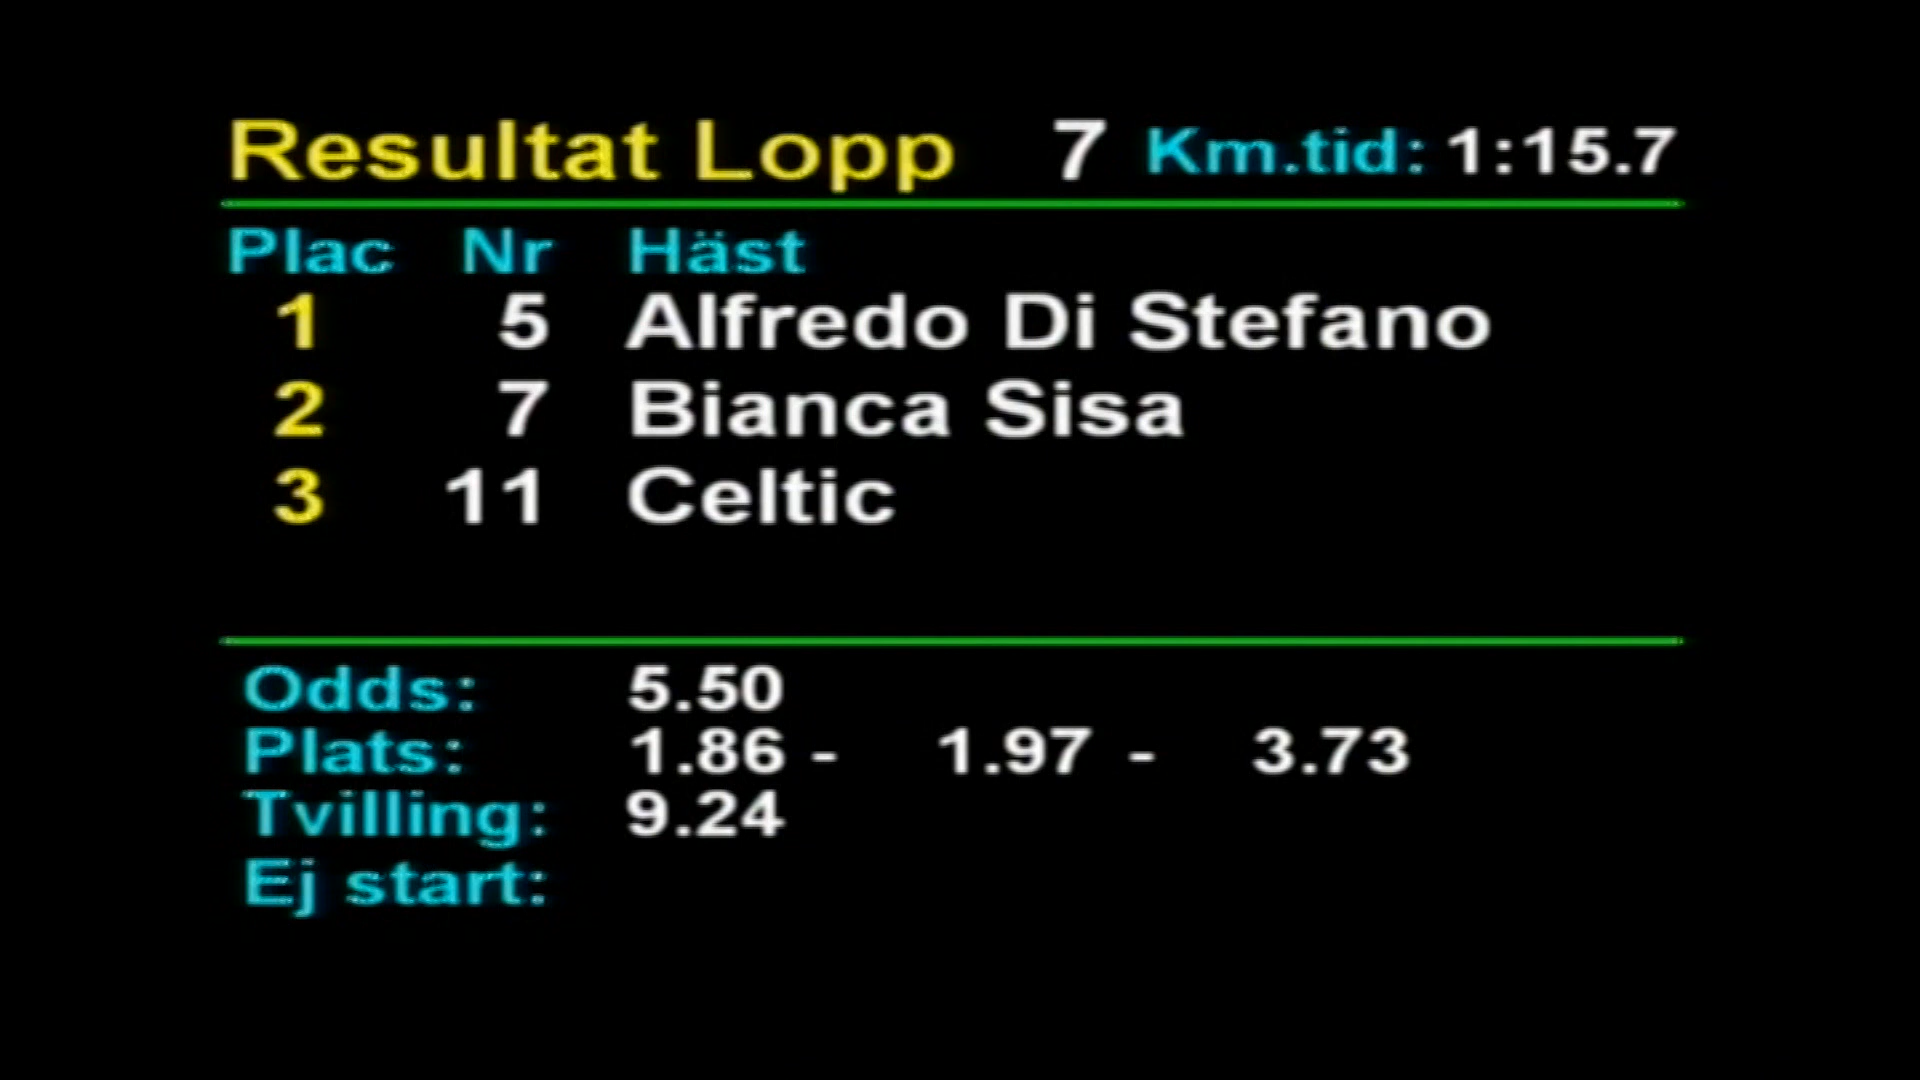 Resultat Lopp 7 Km.tid: 1:15.7
Plac Nr Häst
1 5 Alfredo Di Stefano
2 7 Bianca Sisa
3 11 Celtic
Odds: 5.50
Plats: 1.86 - 1.97 - 3.73
Tvilling: 9.24
Ej start: